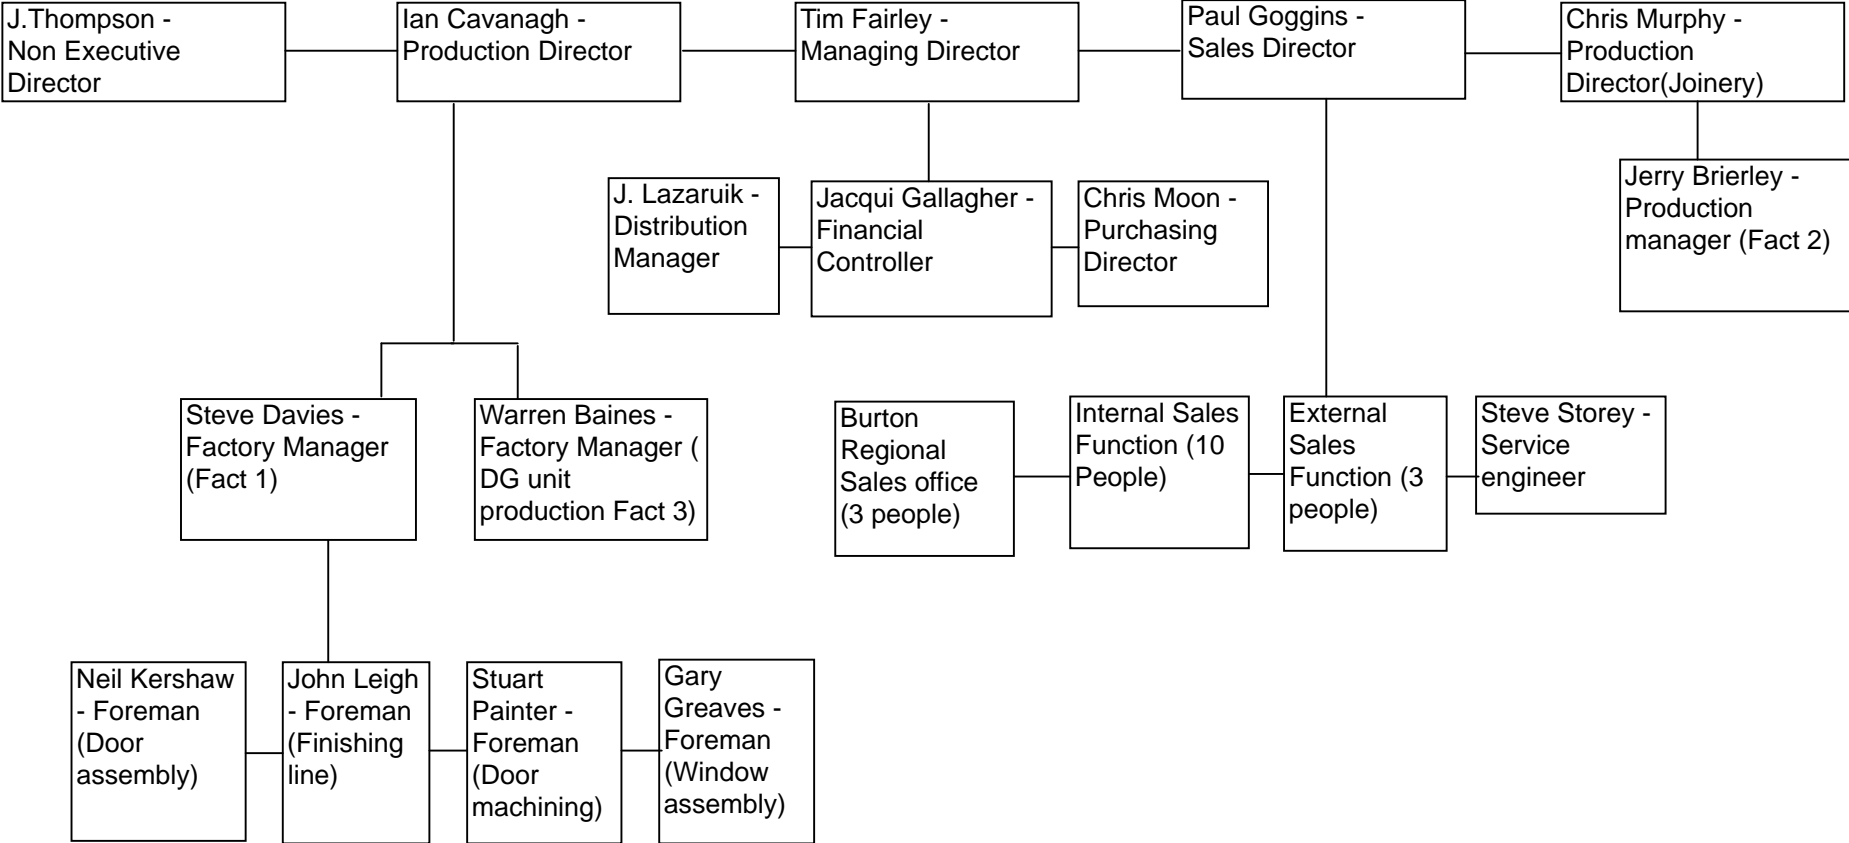 J.Thompson -
Non Executive
Director
Ian Cavanagh -
Production Director
Tim Fairley -
Managing Director
Paul Goggins -
Sales Director
Chris Murphy -
Production
Director(Joinery)
J. Lazaruik -
Distribution
Manager
Jacqui Gallagher -
Financial
Controller
Chris Moon -
Purchasing
Director
Jerry Brierley -
Production
manager (Fact 2)
Steve Davies -
Factory Manager
(Fact 1)
Warren Baines -
Factory Manager (
DG unit
production Fact 3)
Burton
Regional
Sales office
(3 people)
Internal Sales
Function (10
People)
External
Sales
Function (3
people)
Steve Storey -
Service
engineer
Neil Kershaw
- Foreman
(Door
assembly)
John Leigh
- Foreman
(Finishing
line)
Stuart
Painter -
Foreman
(Door
machining)
Gary
Greaves -
Foreman
(Window
assembly)